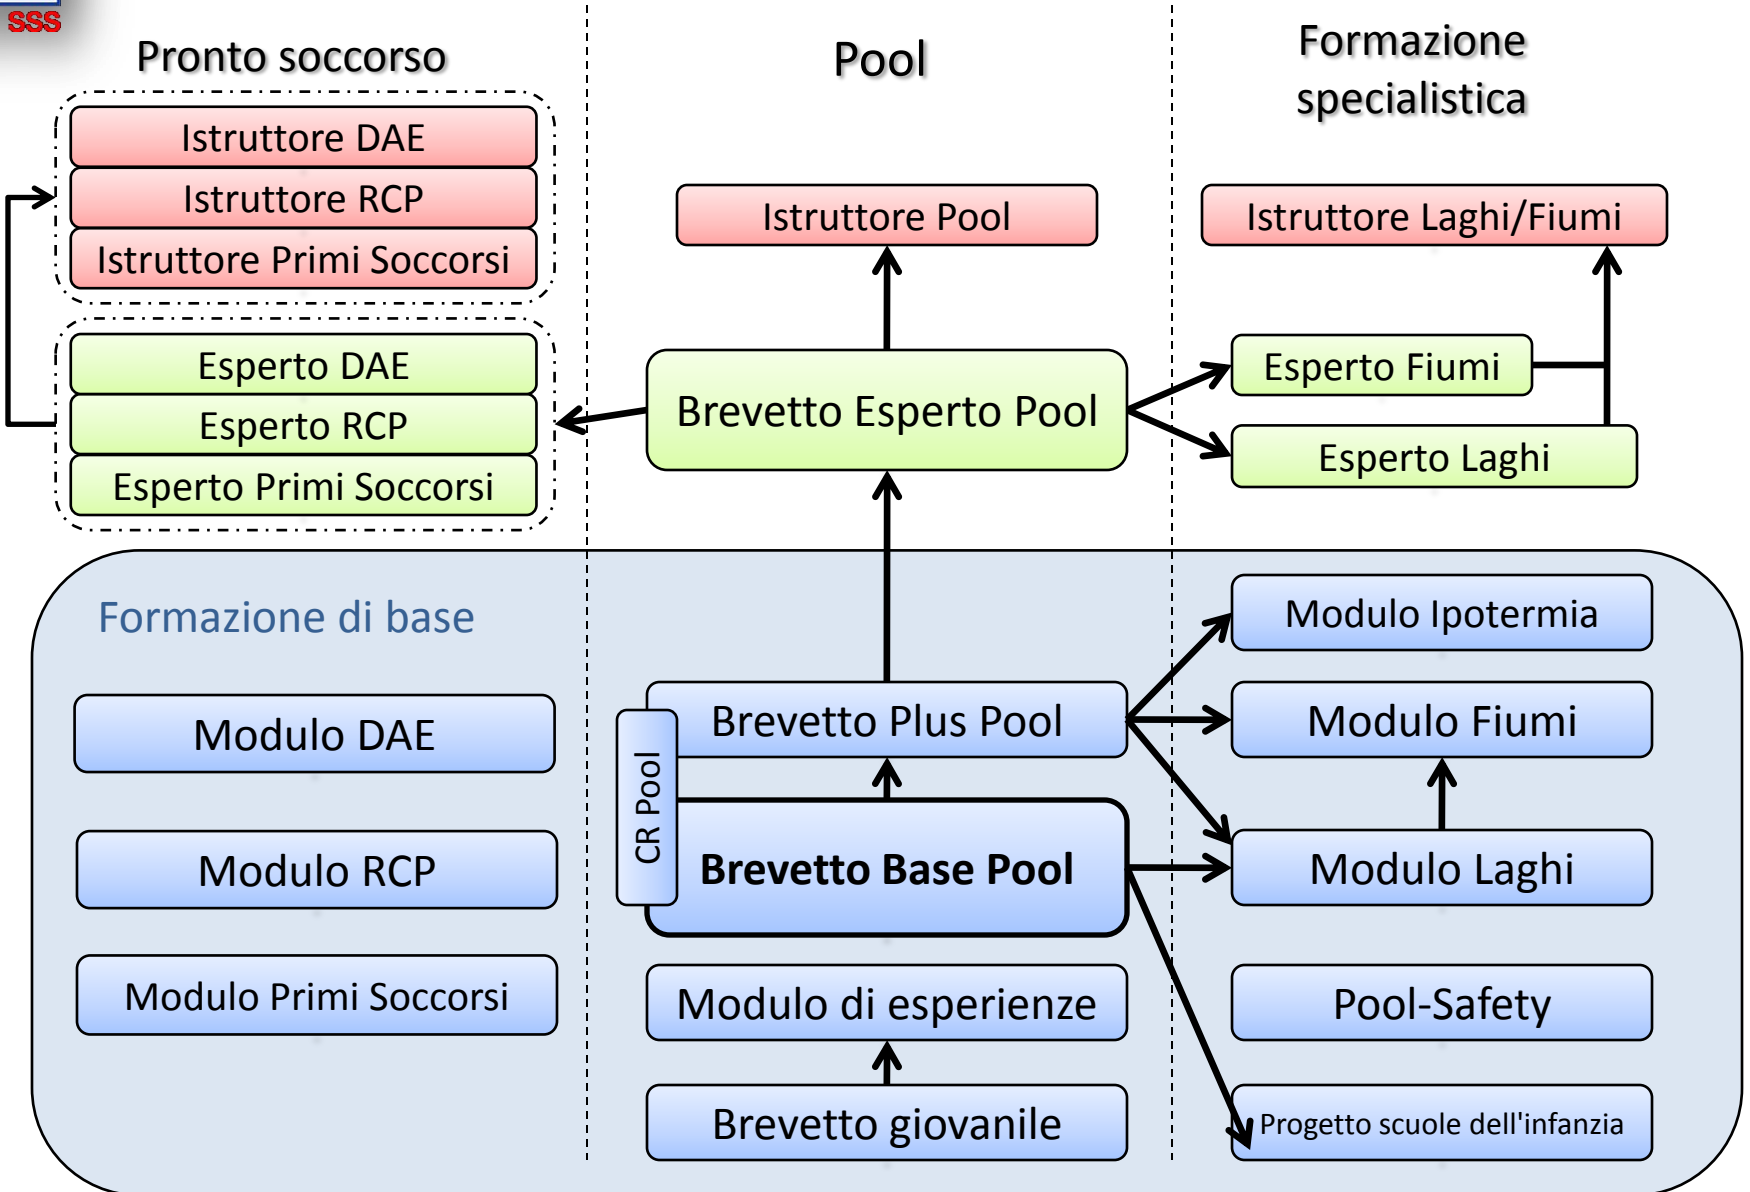 SSS
Pronto soccorso
Istruttore DAE
Istruttore RCP
Istruttore Primi Soccorsi
Esperto DAE
Esperto RCP
Esperto Primi Soccorsi
Pool
Istruttore Pool
Brevetto Esperto Pool
Formazione
specialistica
Istruttore Laghi/Fiumi
Esperto Fiumi
Esperto Laghi
Formazione di base
Modulo DAE
Modulo RCP
Modulo Primi Soccorsi
Brevetto Plus Pool
CR Pool
Brevetto Base Pool
Modulo di esperienze
Brevetto giovanile
Modulo Ipotermia
Modulo Fiumi
Modulo Laghi
Pool-Safety
Progetto scuole dell'infanzia